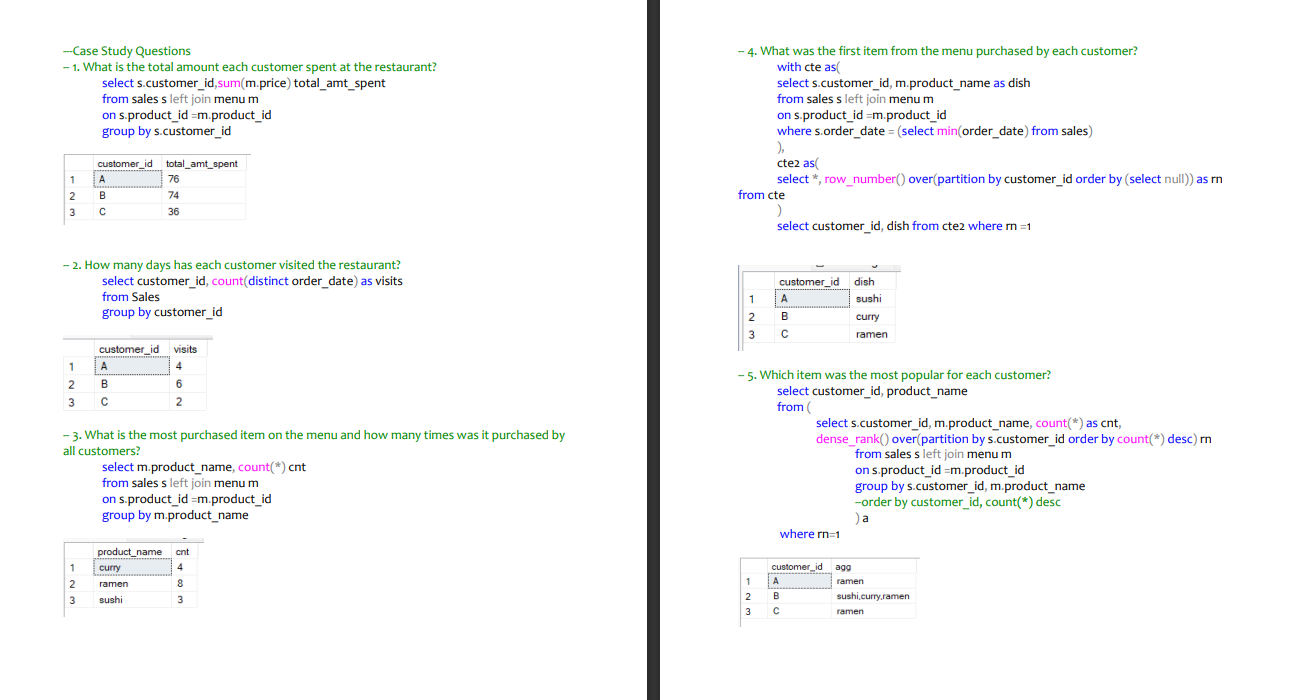 ---Case Study Questions
-- 1. What is the total amount each customer spent at the restaurant?
select s.customer_id,sum(m.price) total_amt_spent
from sales s left join menu m
on s.product_id =m.product_id
group by s.customer_id
customer_id total_amt_spent
1 A 76
2 B 74
3 C 36
-- 2. How many days has each customer visited the restaurant?
select customer_id, count(distinct order_date) as visits
from Sales
group by customer_id
customer_id visits
1 A 4
2 B 6
3 C 2
-- 3. What is the most purchased item on the menu and how many times was it purchased by
all customers?
select m.product_name, count(*) cnt
from sales s left join menu m
on s.product_id =m.product_id
group by m.product_name
product_name cnt
1 curry 4
2 ramen 8
3 sushi 3
-- 4. What was the first item from the menu purchased by each customer?
with cte as(
select s.customer_id, m.product_name as dish
from sales s left join menu m
on s.product_id =m.product_id
where s.order_date = (select min(order_date) from sales)
),
cte2 as(
select *, row_number() over(partition by customer_id order by (select null)) as rn
from cte
)
select customer_id, dish from cte2 where rn =1
customer_id dish
1 A sushi
2 B curry
3 C ramen
-- 5. Which item was the most popular for each customer?
select customer_id, product_name
from (
select s.customer_id, m.product_name, count(*) as cnt,
dense_rank() over(partition by s.customer_id order by count(*) desc) rn
from sales s left join menu m
on s.product_id =m.product_id
group by s.customer_id, m.product_name
--order by customer_id, count(*) desc
) a
where rn=1
customer_id agg
1 A ramen
2 B sushi,curry,ramen
3 C ramen